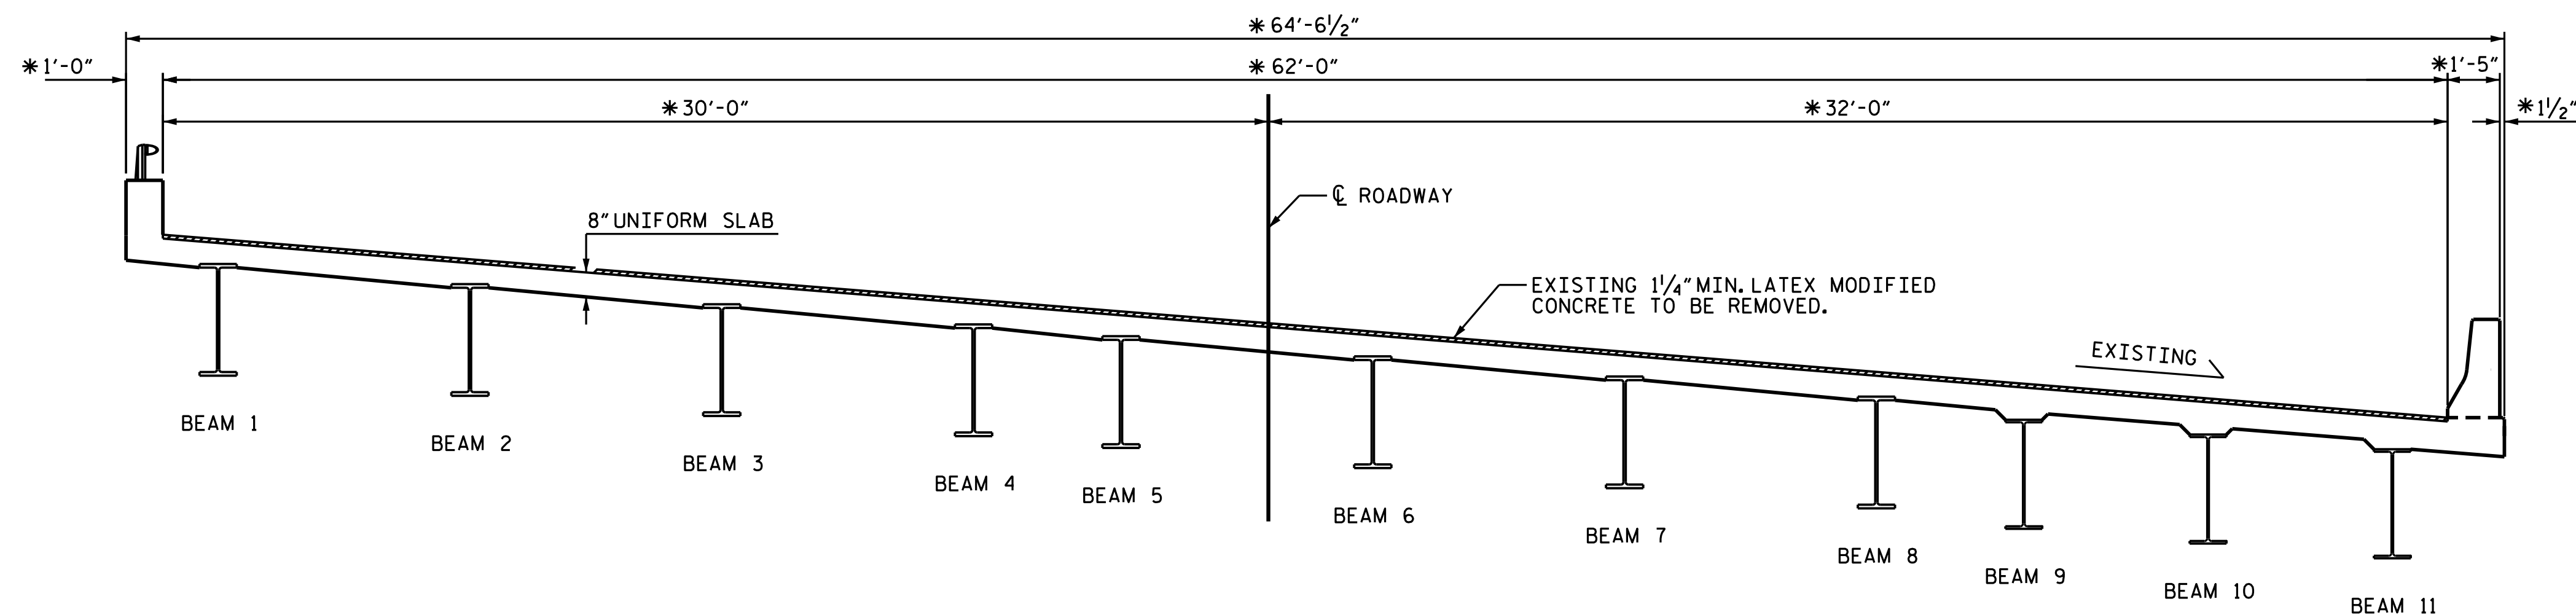 ✳64'-6½"
✳1'-0"
✳62'-0"
✳1'-5"
✳30'-0"
✳32'-0"
✳1½"
℄ ROADWAY
8" UNIFORM SLAB
EXISTING 1¼" MIN. LATEX MODIFIED
CONCRETE TO BE REMOVED.
EXISTING
BEAM 1
BEAM 2
BEAM 3
BEAM 4
BEAM 5
BEAM 6
BEAM 7
BEAM 8
BEAM 9
BEAM 10
BEAM 11